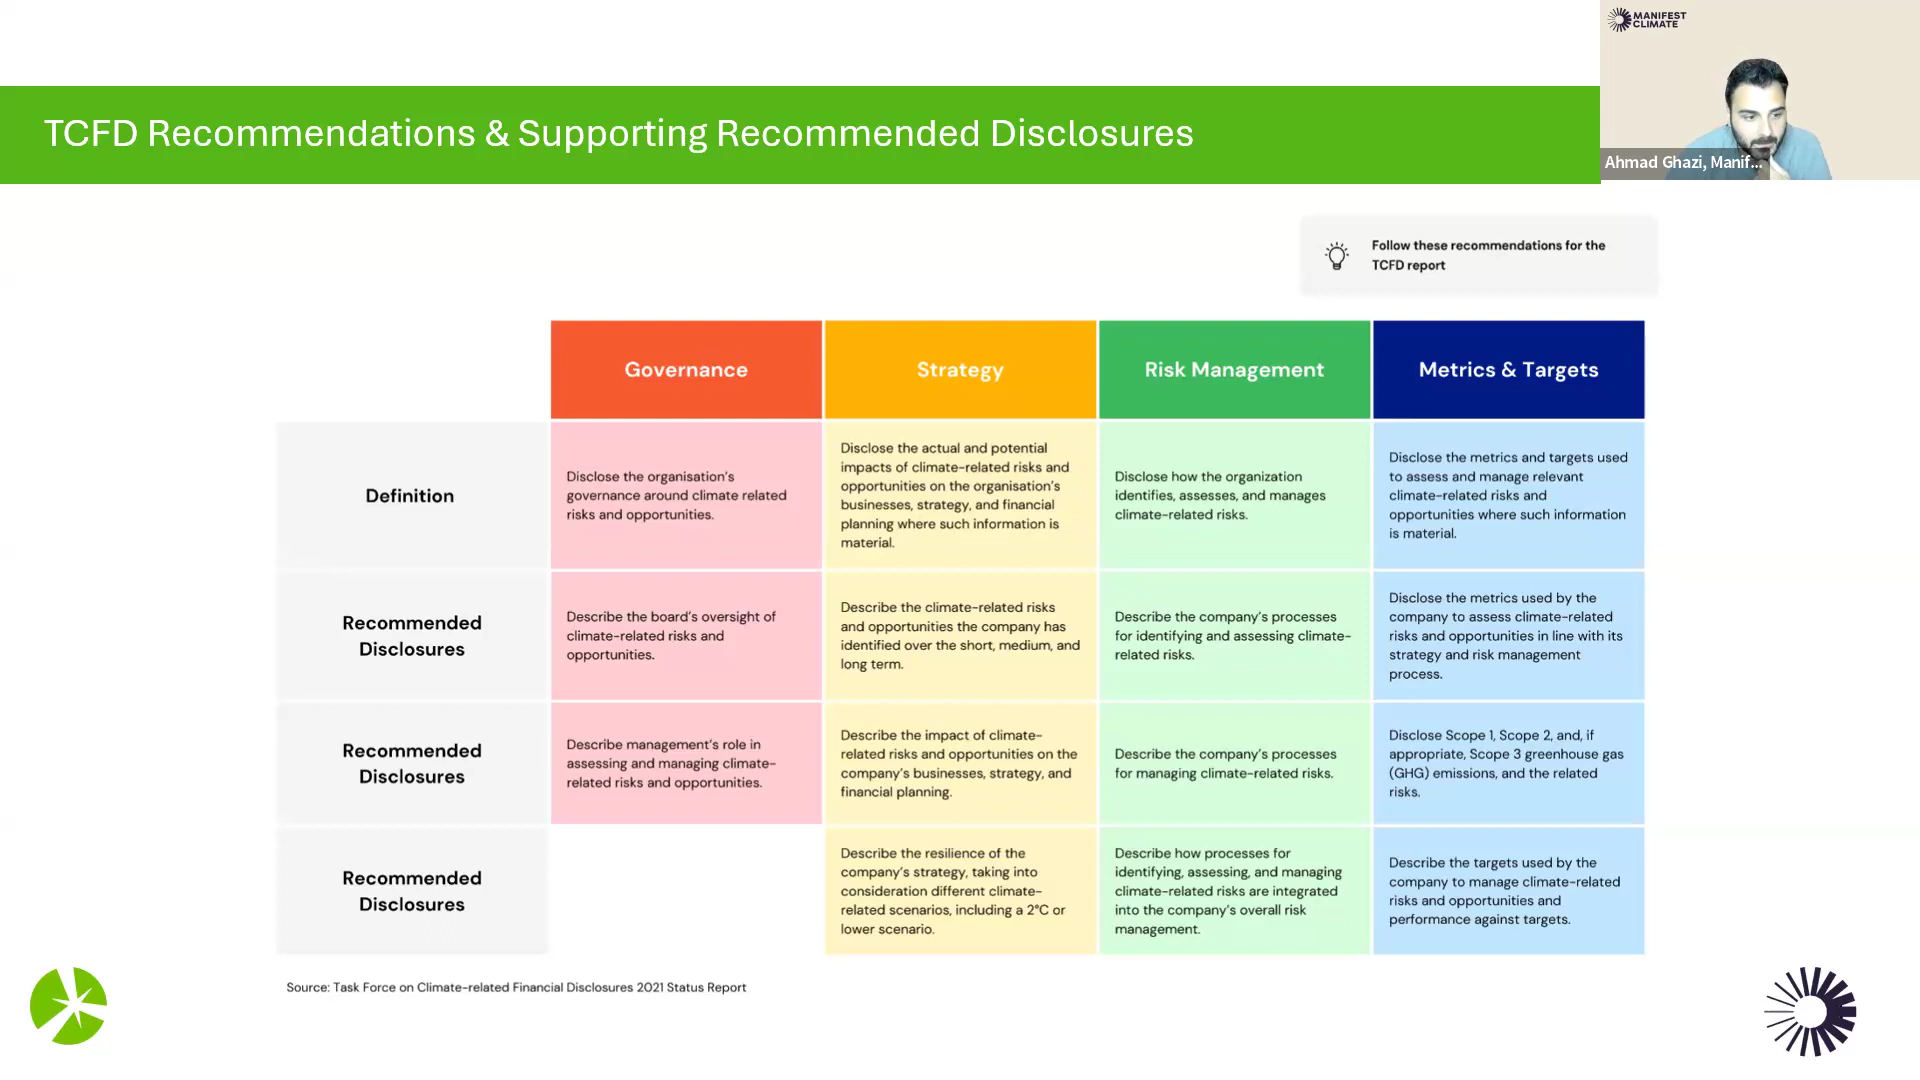 MANIFEST
CLIMATE
Ahmad Ghazi, Manif...
TCFD Recommendations & Supporting Recommended Disclosures
Follow these recommendations for the
TCFD report
Governance
Strategy
Risk Management
Metrics & Targets
Definition
Disclose the organisation's
governance around climate related
risks and opportunities.
Disclose the actual and potential
impacts of climate-related risks and
opportunities on the organisation's
businesses, strategy, and financial
planning where such information is
material.
Disclose how the organization
identifies, assesses, and manages
climate-related risks.
Disclose the metrics and targets used
to assess and manage relevant
climate-related risks and
opportunities where such information
is material.
Recommended
Disclosures
Describe the board's oversight of
climate-related risks and
opportunities.
Describe the climate-related risks
and opportunities the company has
identified over the short, medium, and
long term.
Describe the company's processes
for identifying and assessing climate-
related risks.
Disclose the metrics used by the
company to assess climate-related
risks and opportunities in line with its
strategy and risk management
process.
Recommended
Disclosures
Describe management's role in
assessing and managing climate-
related risks and opportunities.
Describe the impact of climate-
related risks and opportunities on the
company's businesses, strategy, and
financial planning.
Describe the company's processes
for managing climate-related risks.
Disclose Scope 1, Scope 2, and, if
appropriate, Scope 3 greenhouse gas
(GHG) emissions, and the related
risks.
Recommended
Disclosures
Describe the resilience of the
company's strategy, taking into
consideration different climate-
related scenarios, including a 2°C or
lower scenario.
Describe how processes for
identifying, assessing, and managing
climate-related risks are integrated
into the company's overall risk
management.
Describe the targets used by the
company to manage climate-related
risks and opportunities and
performance against targets.
Source: Task Force on Climate-related Financial Disclosures 2021 Status Report